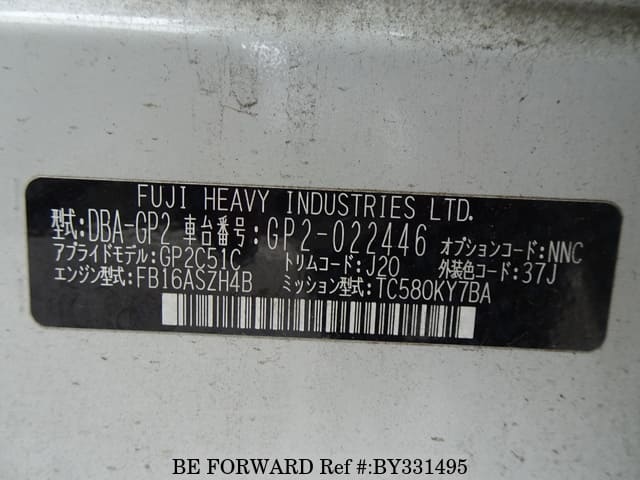 FUJI HEAVY INDUSTRIES LTD.
型式:DBA-GP2 車台番号:GP2-022446 オプションコード:NNC
アプライドモデル:GP2C51C トリムコード:J20 外装色コード:37J
エンジン型式:FB16ASZH4B ミッション型式:TC580KY7BA
BE FORWARD Ref #:BY331495